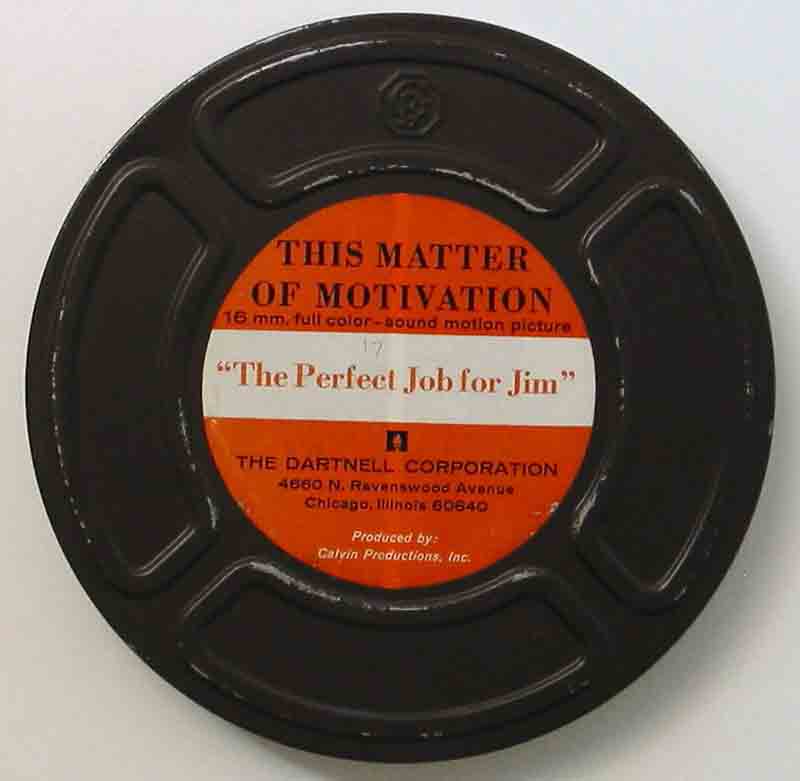 THIS MATTER
OF MOTIVATION
16 mm. full color-sound motion picture
17
“The Perfect Job for Jim”
THE DARTNELL CORPORATION
4660 N. Ravenswood Avenue
Chicago, Illinois 60640
Produced by:
Calvin Productions, Inc.